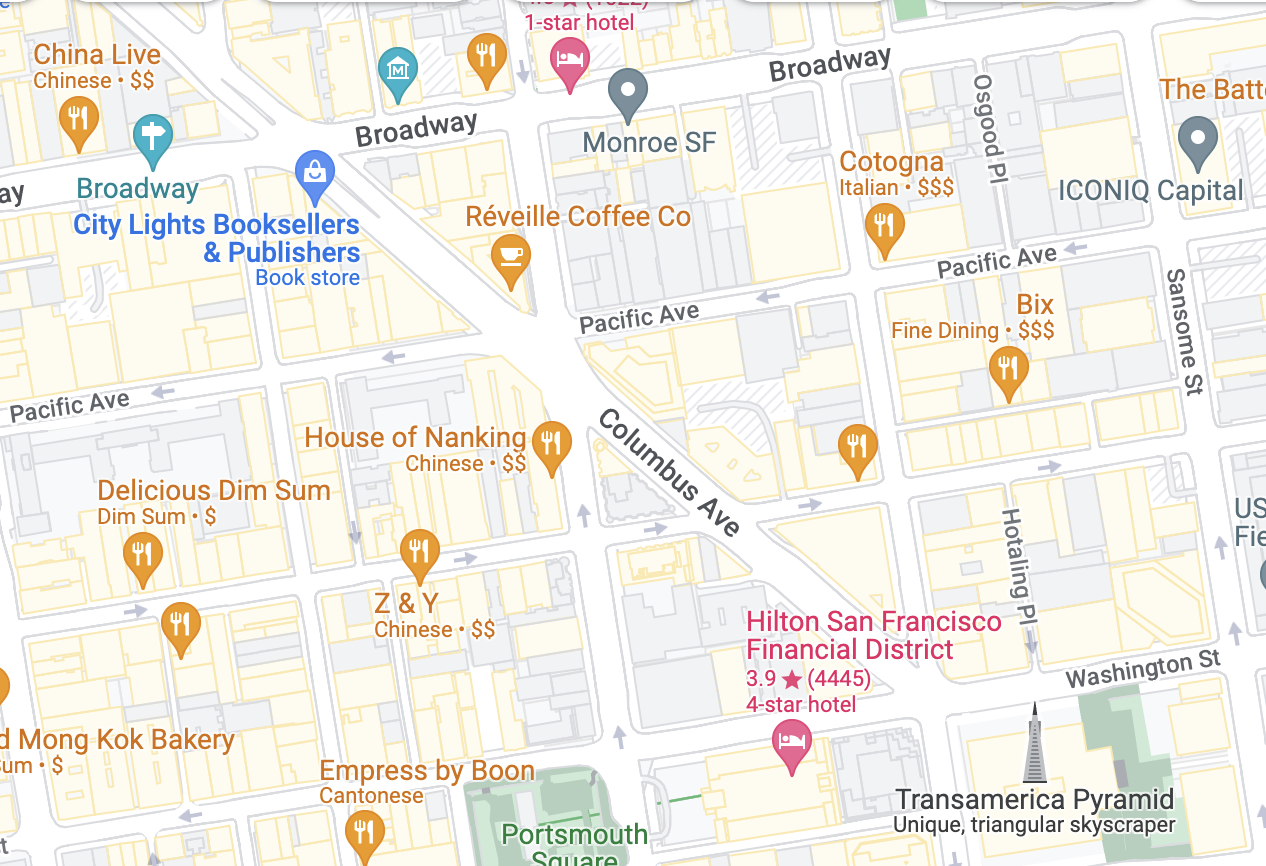 1-star hotel
China Live
Chinese • $$
Broadway
Broadway
Monroe SF
The
Osgood Pl
Broadway
City Lights Booksellers
& Publishers
Book store
Réveille Coffee Co
Cotogna
Italian • $$$
ICONIQ Capital
Pacific Ave
Pacific Ave
Sansome St
Bix
Fine Dining • $$$
Pacific Ave
House of Nanking
Chinese • $$
Columbus Ave
Delicious Dim Sum
Dim Sum • $
Hotaling Pl
US
Z & Y
Chinese • $$
Hilton San Francisco
Financial District
3.9 ★ (4445)
4-star hotel
Washington St
Mong Kok Bakery
$
Empress by Boon
Cantonese
Transamerica Pyramid
Unique, triangular skyscraper
Portsmouth
Square